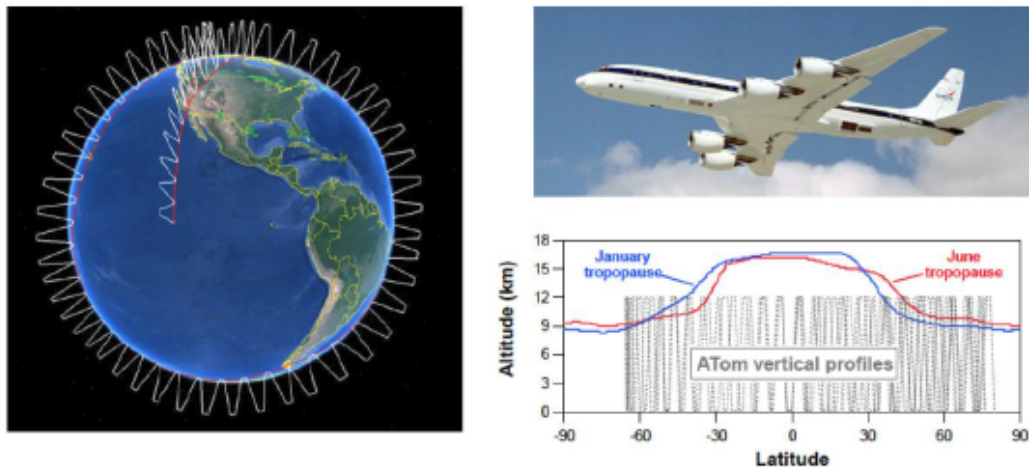 18
15
12
9
6
3
0
Altitude (km)
January
tropopause
June
tropopause
ATom vertical profiles
-90
-60
-30
0
30
60
90
Latitude